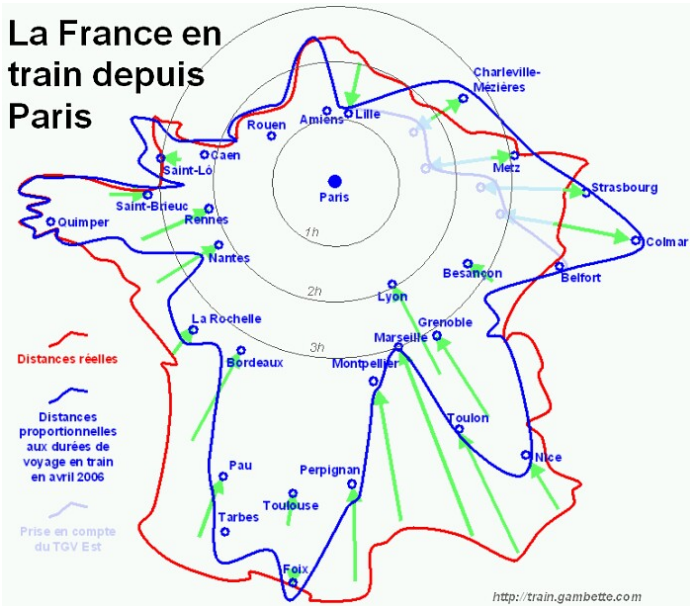 La France en
train depuis
Paris
Charleville-
Mézières
Amiens
Lille
Rouen
Caen
Saint-Lô
Metz
Paris
Strasbourg
Saint-Brieuc
Rennes
Quimper
1h
Colmar
Nantes
Besançon
Belfort
2h
Lyon
La Rochelle
Grenoble
Marseille
3h
Bordeaux
Montpellier
Distances réelles
Distances
proportionnelles
aux durées de
voyage en train
en avril 2006
Toulon
Nice
Pau
Perpignan
Toulouse
Tarbes
Prise en compte
du TGV Est
Foix
http://train.gambette.com